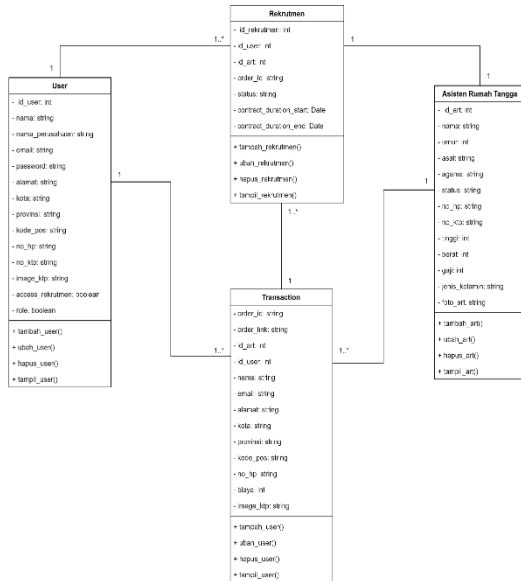 Rekrutmen
- id_rekrutmen: int
- id_user: int
- id_art: int
- order_id: string
- status: string
- contract_duration_start: Date
- contract_duration_end: Date
+ tambah_rekrutmen()
+ ubah_rekrutmen()
+ hapus_rekrutmen()
+ tampil_rekrutmen()
1..*
1
1
1
User
- id_user: int
- nama: string
- nama_perusahaan: string
- email: string
- password: string
- alamat: string
- kota: string
- provinsi: string
- kode_pos: string
- no_hp: string
- no_ktp: string
- image_ktp: string
- access_rekrutmen: boolean
- role: boolean
+ tambah_user()
+ ubah_user()
+ hapus_user()
+ tampil_user()
Asisten Rumah Tangga
- id_art: int
- nama: string
- umur: int
- asal: string
- agama: string
- status: string
- no_hp: string
- no_ktp: string
- tinggi: int
- berat: int
- gaji: int
- jenis_kelamin: string
- foto_art: string
+ tambah_art()
+ ubah_art()
+ hapus_art()
+ tampil_art()
1
1
1..*
1
1..*
1..*
Transaction
- order_id: string
- order_link: string
- id_art: int
- id_user: int
- nama: string
- email: string
- alamat: string
- kota: string
- provinsi: string
- kode_pos: string
- no_hp: string
- biaya: int
- image_ktp: string
+ tambah_user()
+ ubah_user()
+ hapus_user()
+ tampil_user()